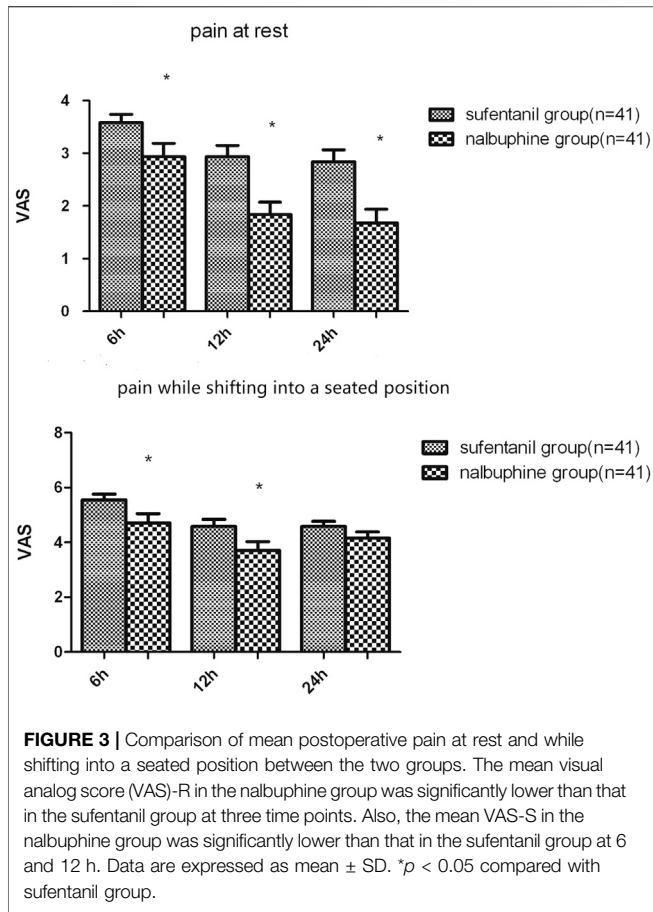 pain at rest
*
*
*
4
3
2
1
0
VAS
6h
12h
24h
sufentanil group(n=41)
nalbuphine group(n=41)
pain while shifting into a seated position
*
*
8
6
4
2
0
VAS
6h
12h
24h
sufentanil group(n=41)
nalbuphine group(n=41)
FIGURE 3 | Comparison of mean postoperative pain at rest and while
shifting into a seated position between the two groups. The mean visual
analog score (VAS)-R in the nalbuphine group was significantly lower than that
in the sufentanil group at three time points. Also, the mean VAS-S in the
nalbuphine group was significantly lower than that in the sufentanil group at 6
and 12 h. Data are expressed as mean ± SD. *p < 0.05 compared with
sufentanil group.